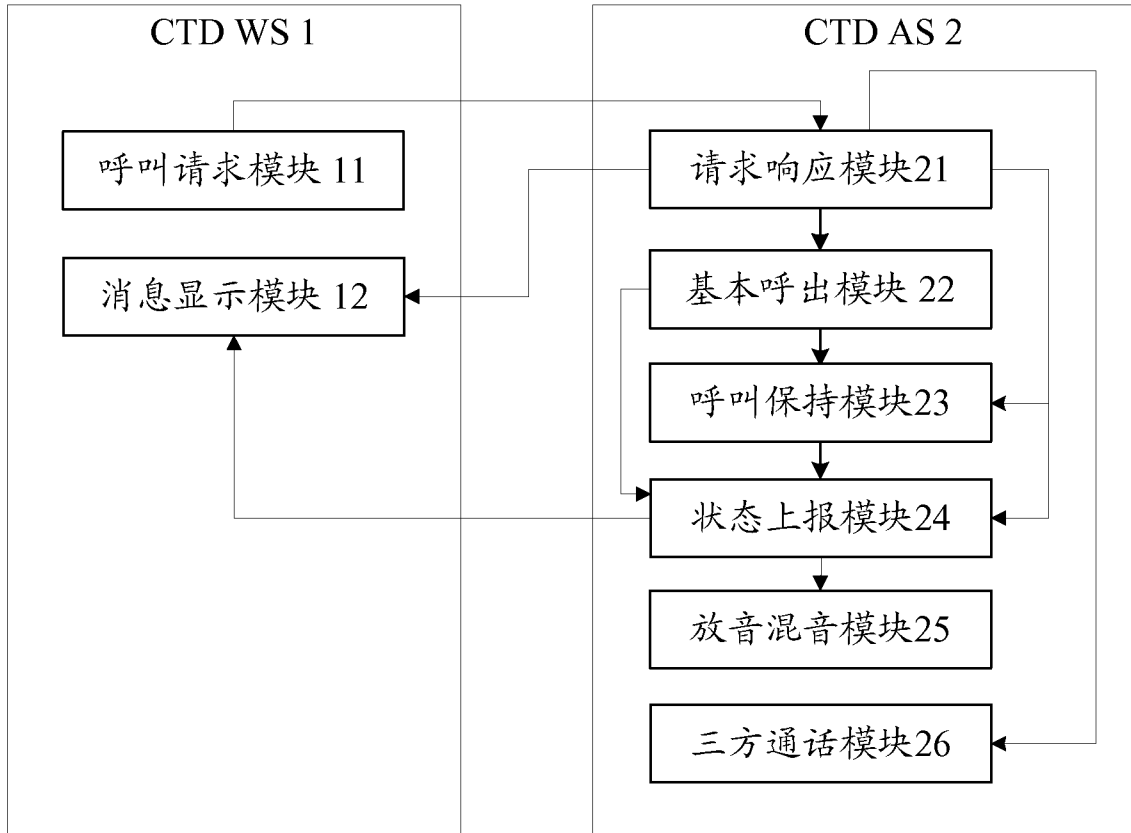 CTD WS 1
CTD AS 2
呼叫请求模块 11
消息显示模块 12
请求响应模块21
基本呼出模块 22
呼叫保持模块23
状态上报模块24
放音混音模块25
三方通话模块26